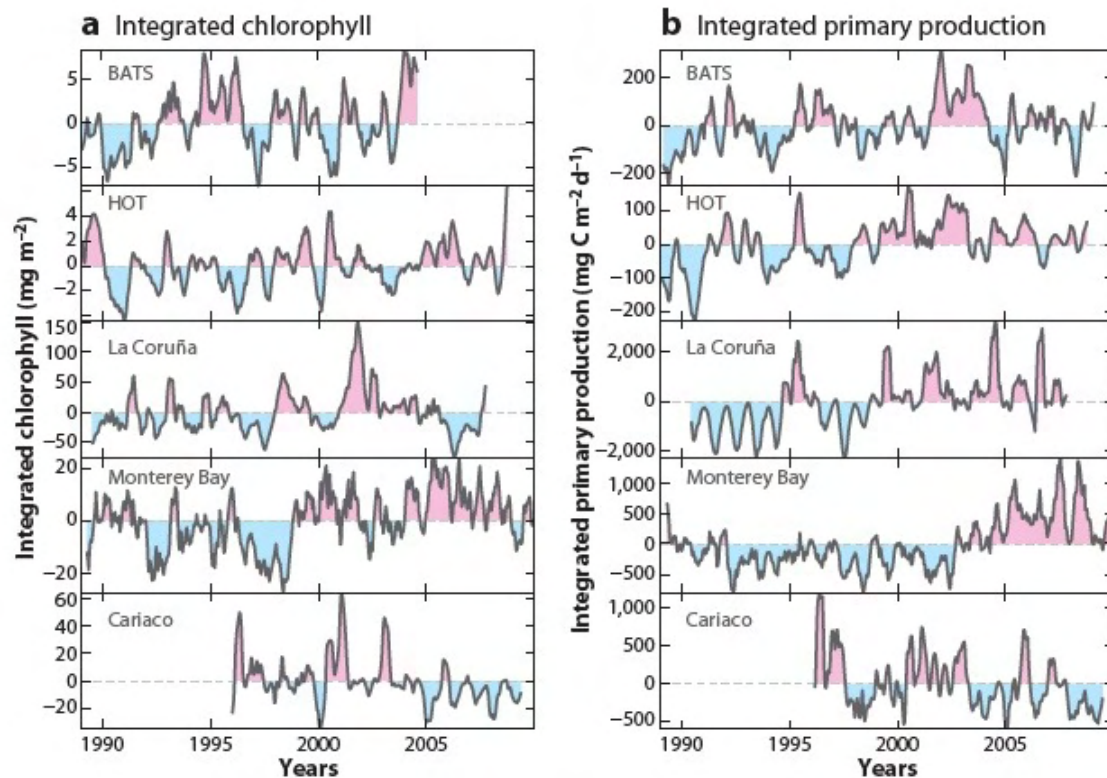 a Integrated chlorophyll
Integrated chlorophyll (mg m−2)
BATS
5
0
−5
HOT
4
2
0
−2
La Coruña
150
100
50
0
−50
Monterey Bay
20
0
−20
Cariaco
60
40
20
0
−20
1990 1995 2000 2005
Years
b Integrated primary production
Integrated primary production (mg C m−2 d−1)
BATS
200
0
−200
HOT
100
0
−100
−200
La Coruña
2,000
0
−2,000
Monterey Bay
1,000
500
0
−500
Cariaco
1,000
500
0
−500
1990 1995 2000 2005
Years